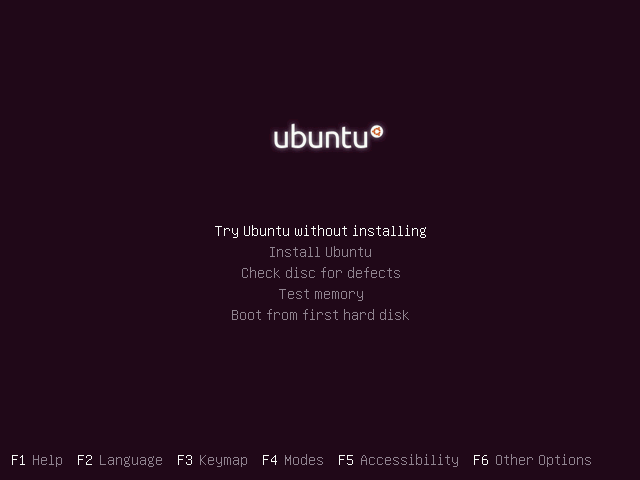 ubuntu
Try Ubuntu without installing
Install Ubuntu
Check disc for defects
Test memory
Boot from first hard disk
F1 Help F2 Language F3 Keymap F4 Modes F5 Accessibility F6 Other Options